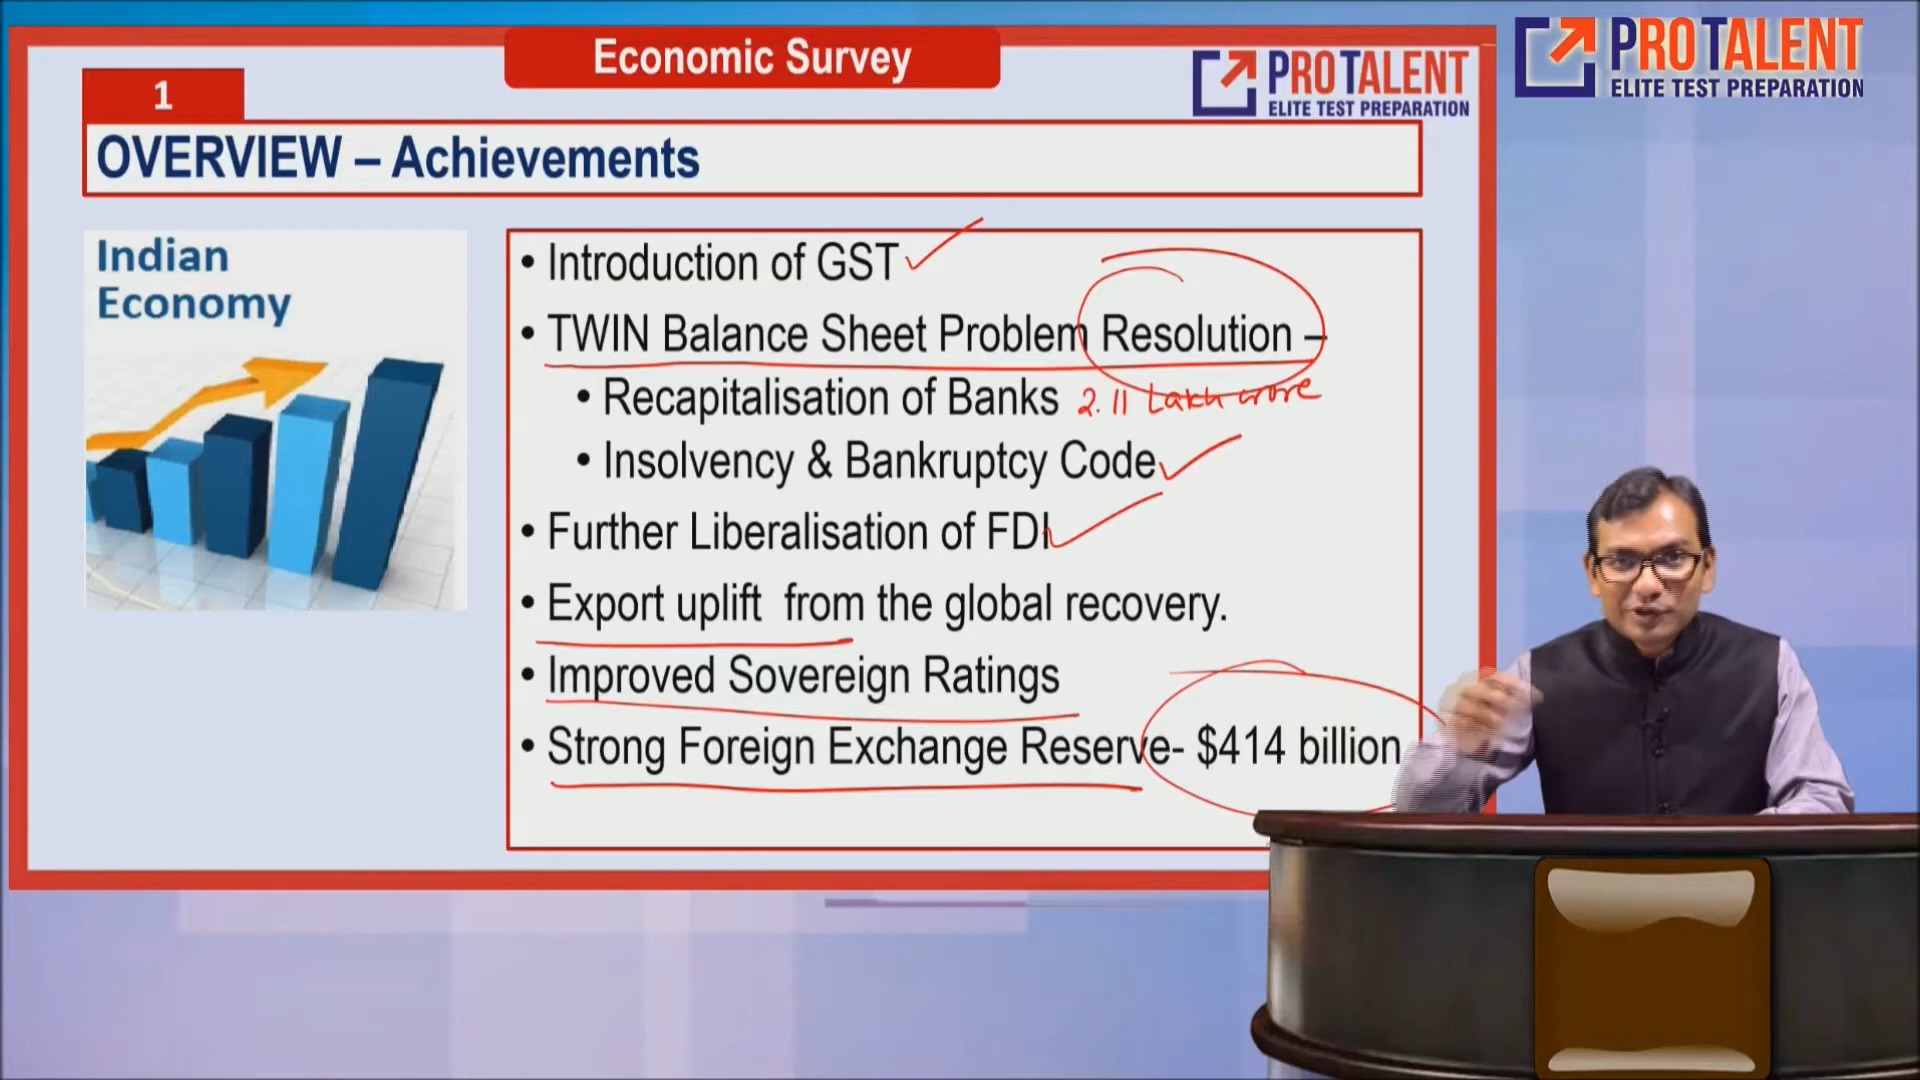 Economic Survey
PROTALENT
ELITE TEST PREPARATION
PROTALENT
ELITE TEST PREPARATION
1
OVERVIEW – Achievements
Indian
Economy
• Introduction of GST
• TWIN Balance Sheet Problem Resolution –
• Recapitalisation of Banks 2.11 Lakh crore
• Insolvency & Bankruptcy Code
• Further Liberalisation of FDI
• Export uplift from the global recovery.
• Improved Sovereign Ratings
• Strong Foreign Exchange Reserve- $414 billion